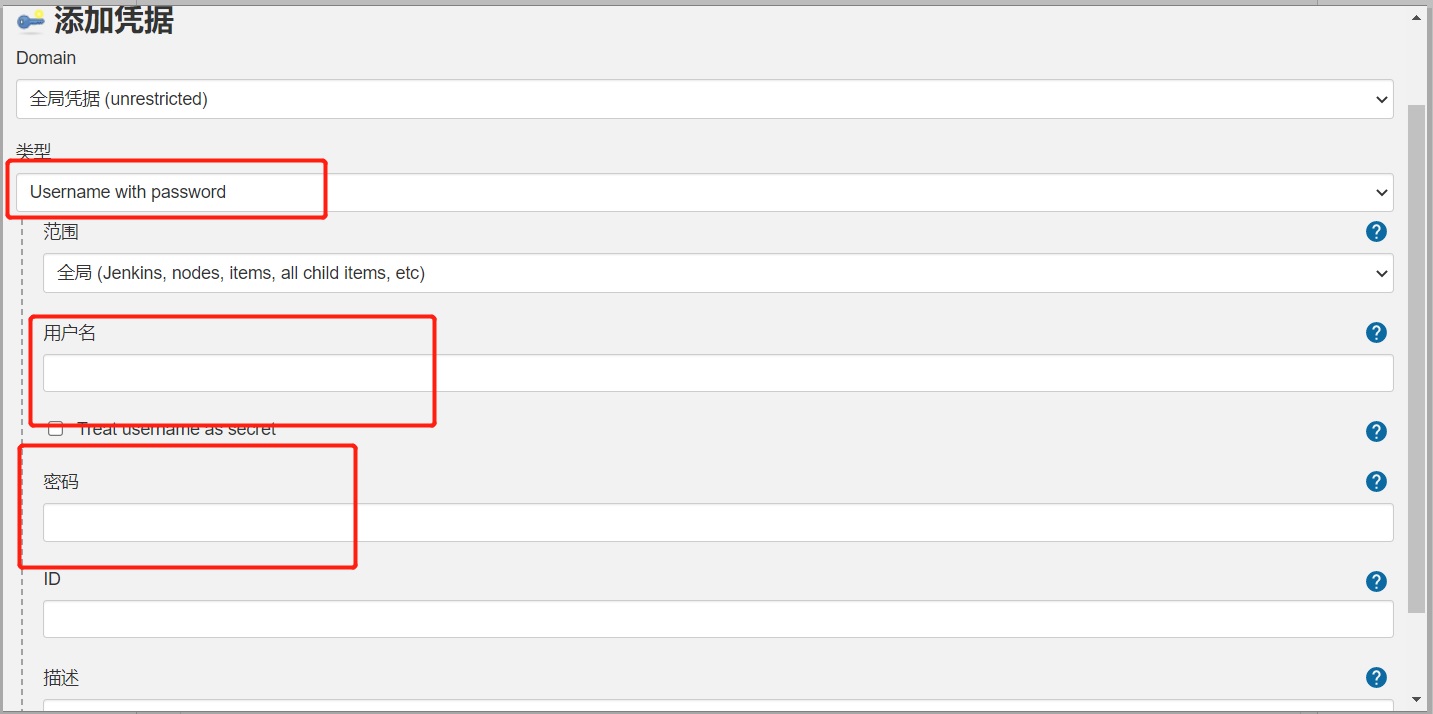 添加凭据
Domain
全局凭据 (unrestricted)
类型
Username with password
范围
全局 (Jenkins, nodes, items, all child items, etc)
用户名
Treat username as secret
密码
ID
描述